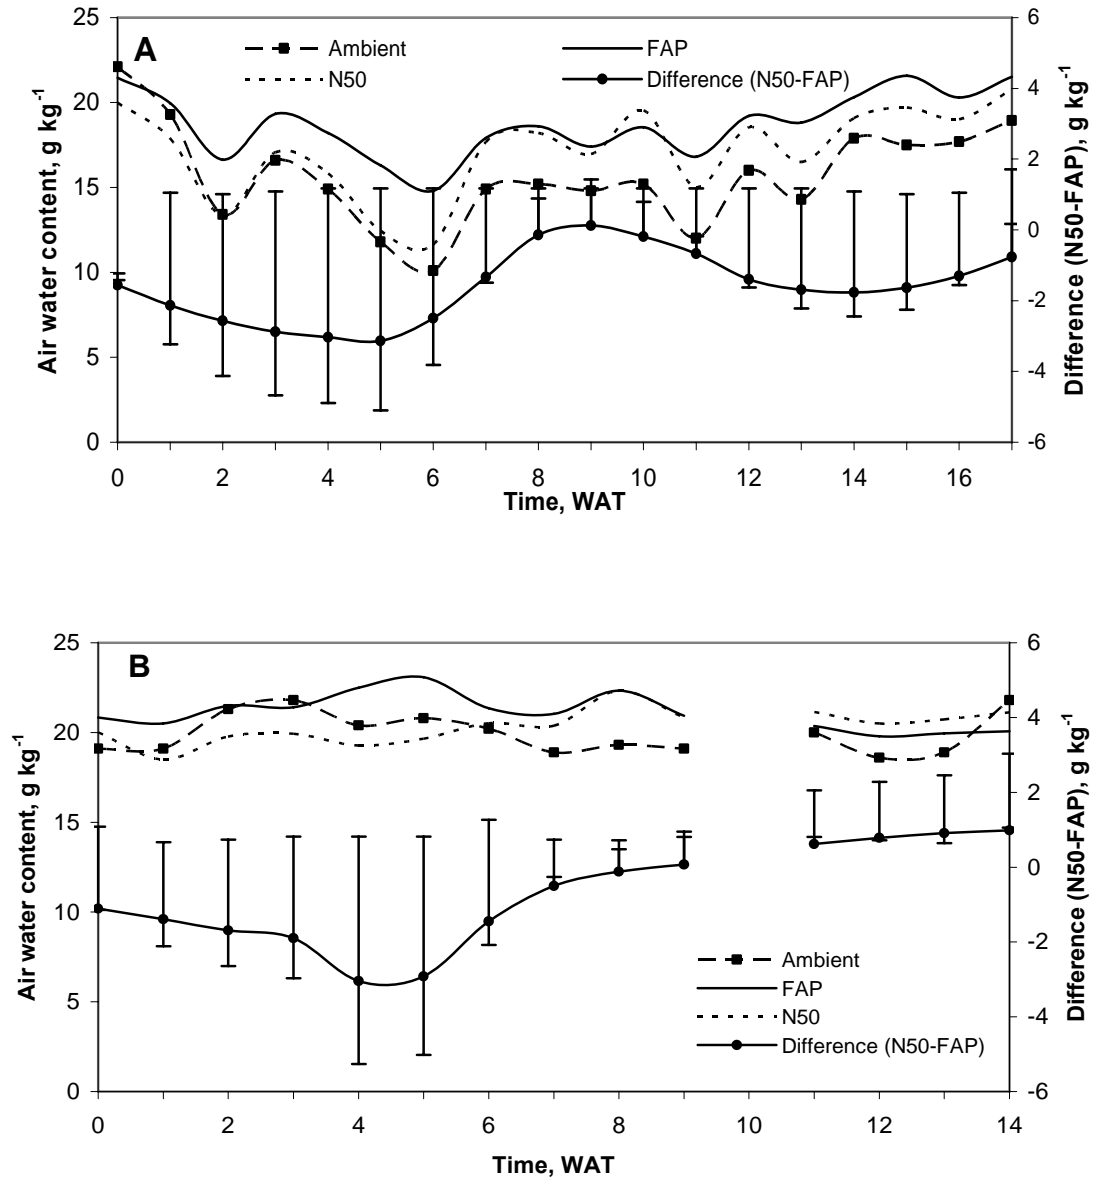 A
Ambient
FAP
N50
Difference (N50-FAP)
25
20
15
10
5
0
6
4
2
0
-2
-4
-6
Air water content, g kg-1
Difference (N50-FAP), g kg-1
0 2 4 6 8 10 12 14 16
Time, WAT
B
25
20
15
10
5
0
6
4
2
0
-2
-4
-6
Air water content, g kg-1
Difference (N50-FAP), g kg-1
Ambient
FAP
N50
Difference (N50-FAP)
0 2 4 6 8 10 12 14
Time, WAT